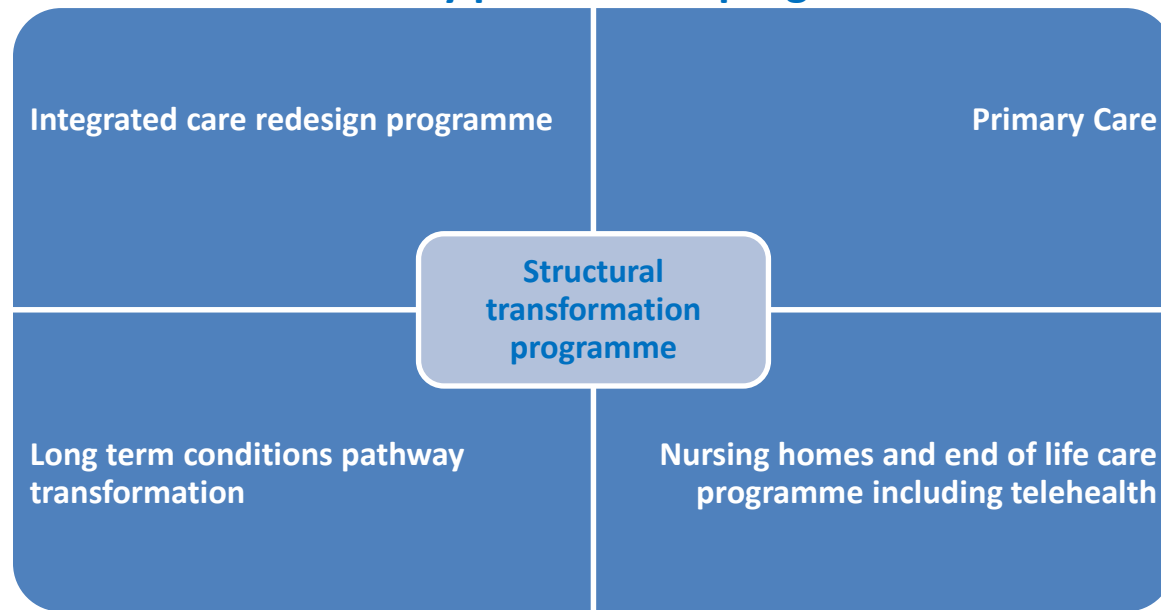 Integrated care redesign programme
Primary Care
Structural
transformation
programme
Long term conditions pathway
transformation
Nursing homes and end of life care
programme including telehealth